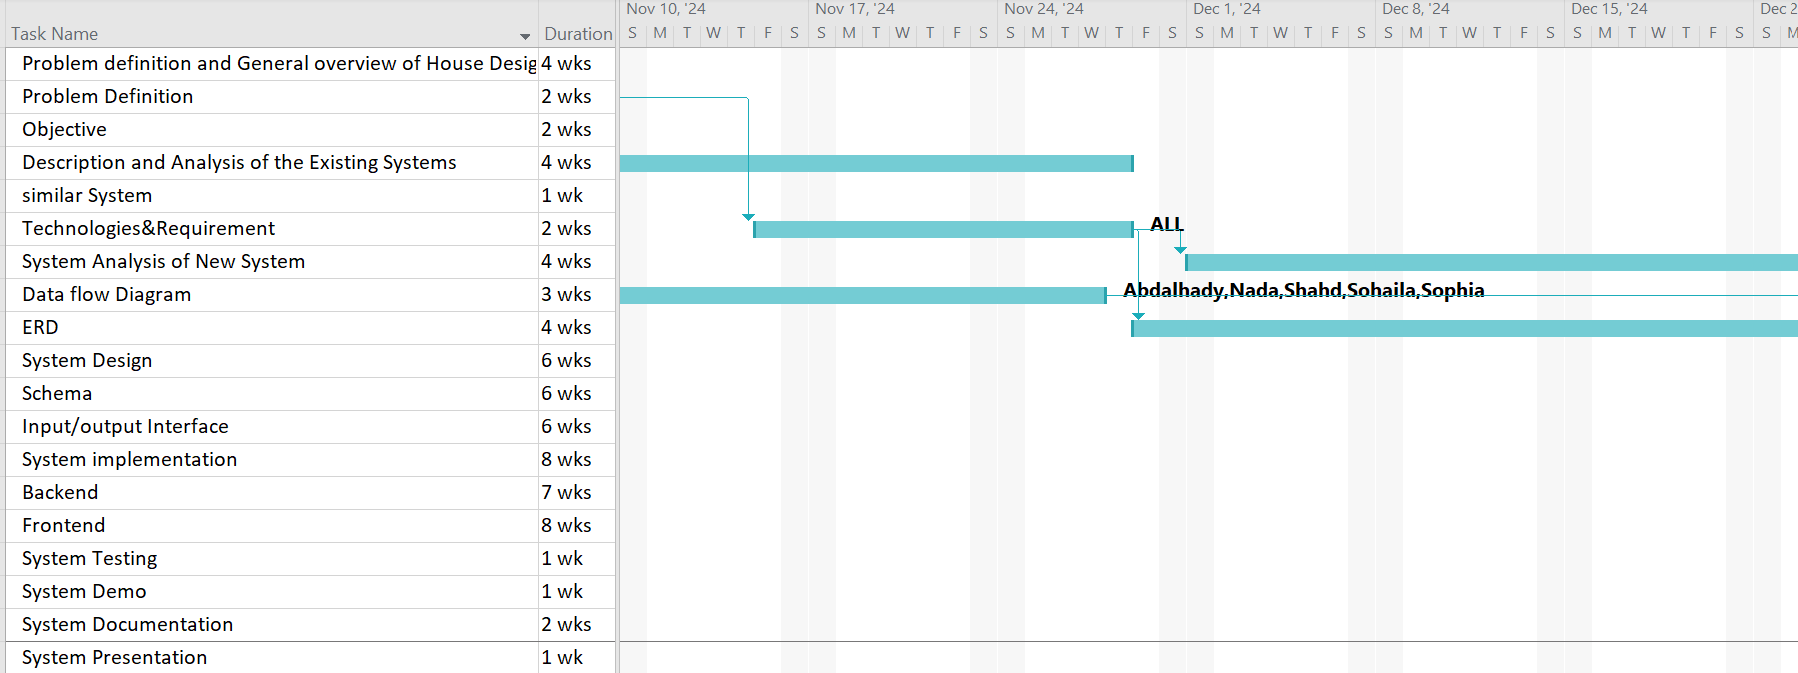 Nov 10, '24 Nov 17, '24 Nov 24, '24 Dec 1, '24 Dec 8, '24 Dec 15, '24 Dec 2
Task Name Duration S M T W T F S S M T W T F S S M T W T F S S M T W T F S S M T W T F S S M T W T F S S M
Problem definition and General overview of House Desig 4 wks
Problem Definition 2 wks
Objective 2 wks
Description and Analysis of the Existing Systems 4 wks
similar System 1 wk
Technologies&Requirement 2 wks ALL
System Analysis of New System 4 wks
Data flow Diagram 3 wks Abdalhady,Nada,Shahd,Sohaila,Sophia
ERD 4 wks
System Design 6 wks
Schema 6 wks
Input/output Interface 6 wks
System implementation 8 wks
Backend 7 wks
Frontend 8 wks
System Testing 1 wk
System Demo 1 wk
System Documentation 2 wks
System Presentation 1 wk